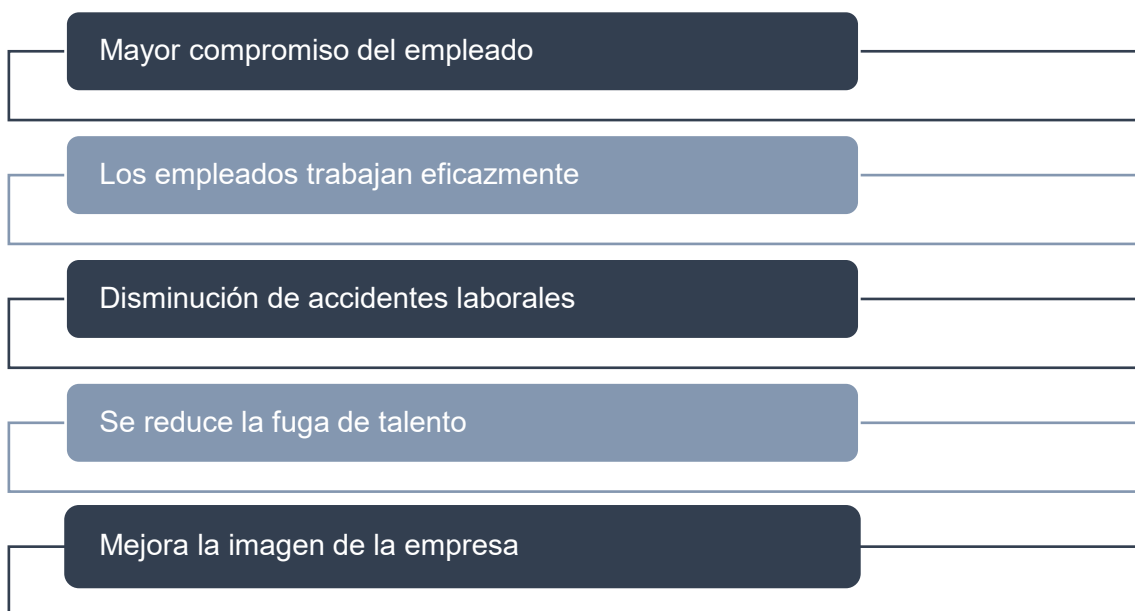 Mayor compromiso del empleado
Los empleados trabajan eficazmente
Disminución de accidentes laborales
Se reduce la fuga de talento
Mejora la imagen de la empresa